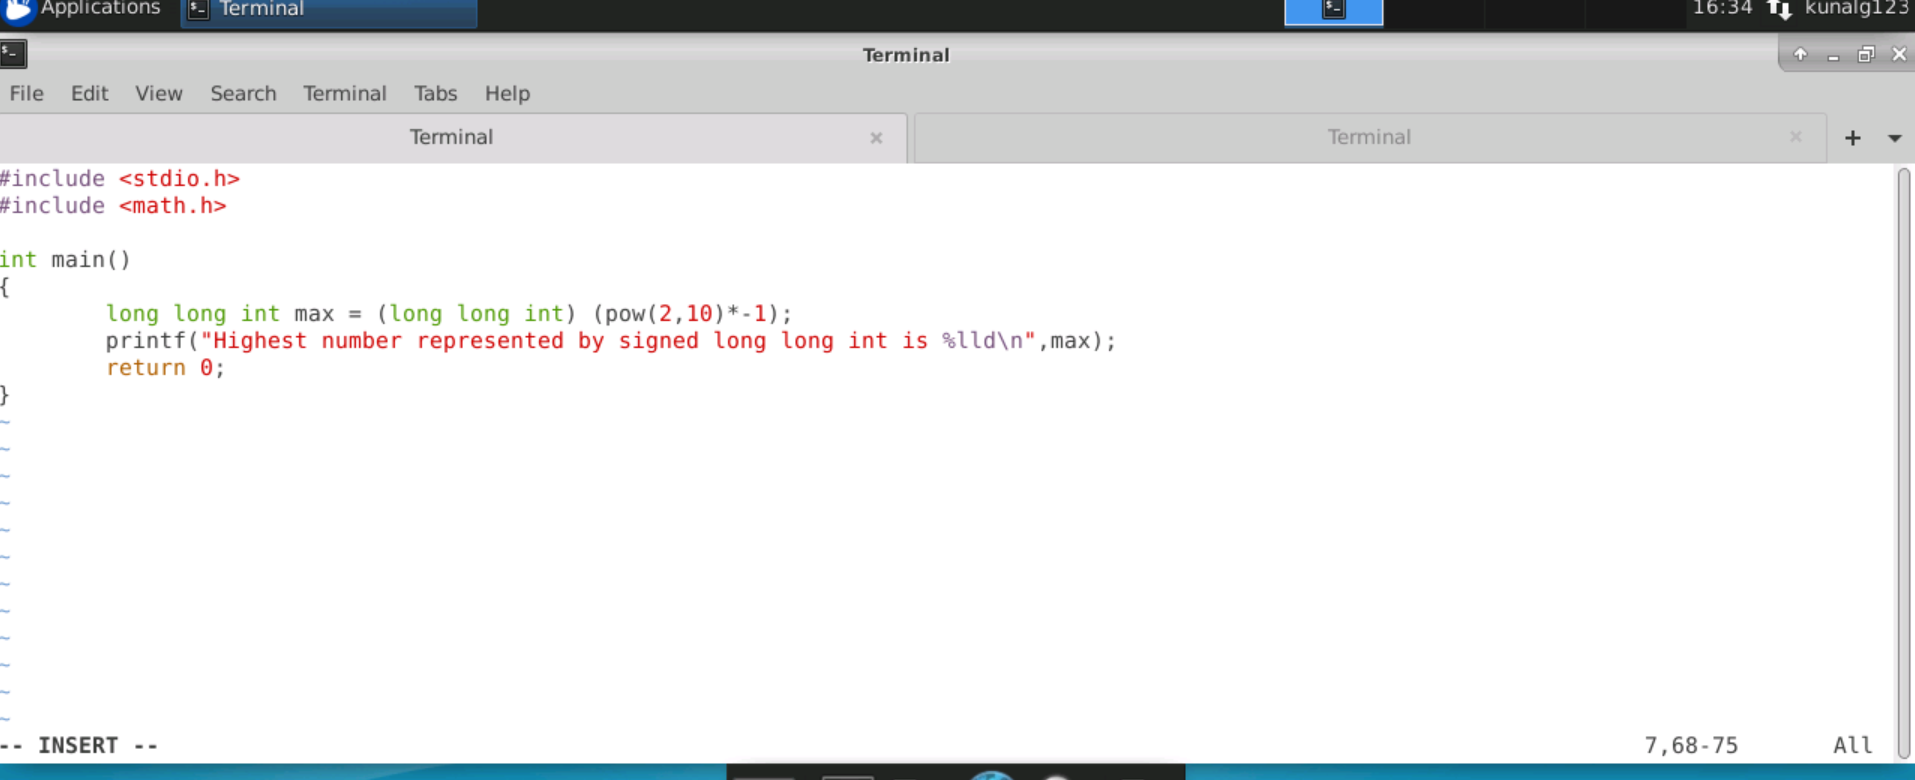 Applications Terminal 16:34 kunalg123
Terminal
File Edit View Search Terminal Tabs Help
Terminal Terminal
#include <stdio.h>
#include <math.h>
int main()
{
long long int max = (long long int) (pow(2,10)*-1);
printf("Highest number represented by signed long long int is %lld\n",max);
return 0;
}
~
~
~
~
~
~
~
~
~
~
~
~
-- INSERT -- 7,68-75 All